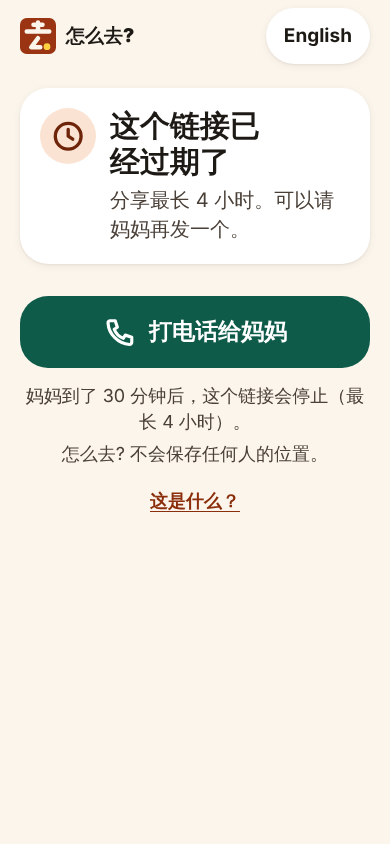 去
怎么去?
English
这个链接已
经过期了
分享最长 4 小时。可以请
妈妈再发一个。
打电话给妈妈
妈妈到了 30 分钟后，这个链接会停止（最
长 4 小时）。
怎么去? 不会保存任何人的位置。
这是什么？